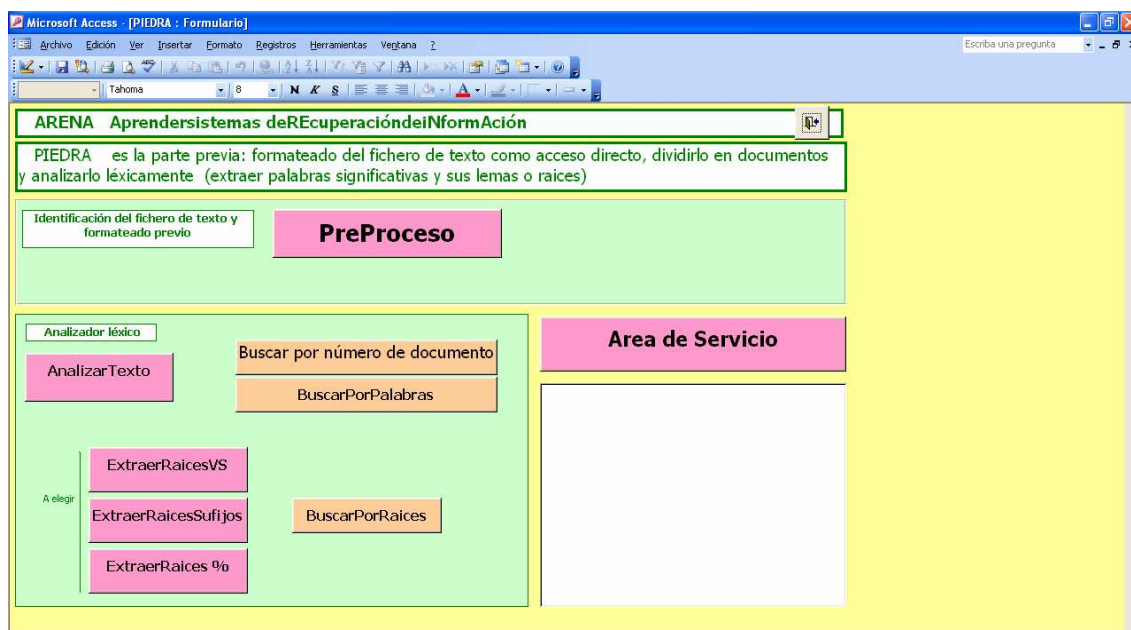 Microsoft Access - [PIEDRA : Formulario]
Archivo Edición Ver Insertar Formato Registros Herramientas Ventana ?
Escriba una pregunta
Tahoma 8 N K S A
ARENA Aprendersistemas deREcuperacióndeiNformAción
PIEDRA es la parte previa: formateado del fichero de texto como acceso directo, dividirlo en documentos
y analizarlo léxicamente (extraer palabras significativas y sus lemas o raices)
Identificación del fichero de texto y
formateado previo
PreProceso
Analizador léxico
AnalizarTexto
Buscar por número de documento
BuscarPorPalabras
A elegir
ExtraerRaicesVS
ExtraerRaicesSufijos
ExtraerRaices %
BuscarPorRaices
Area de Servicio